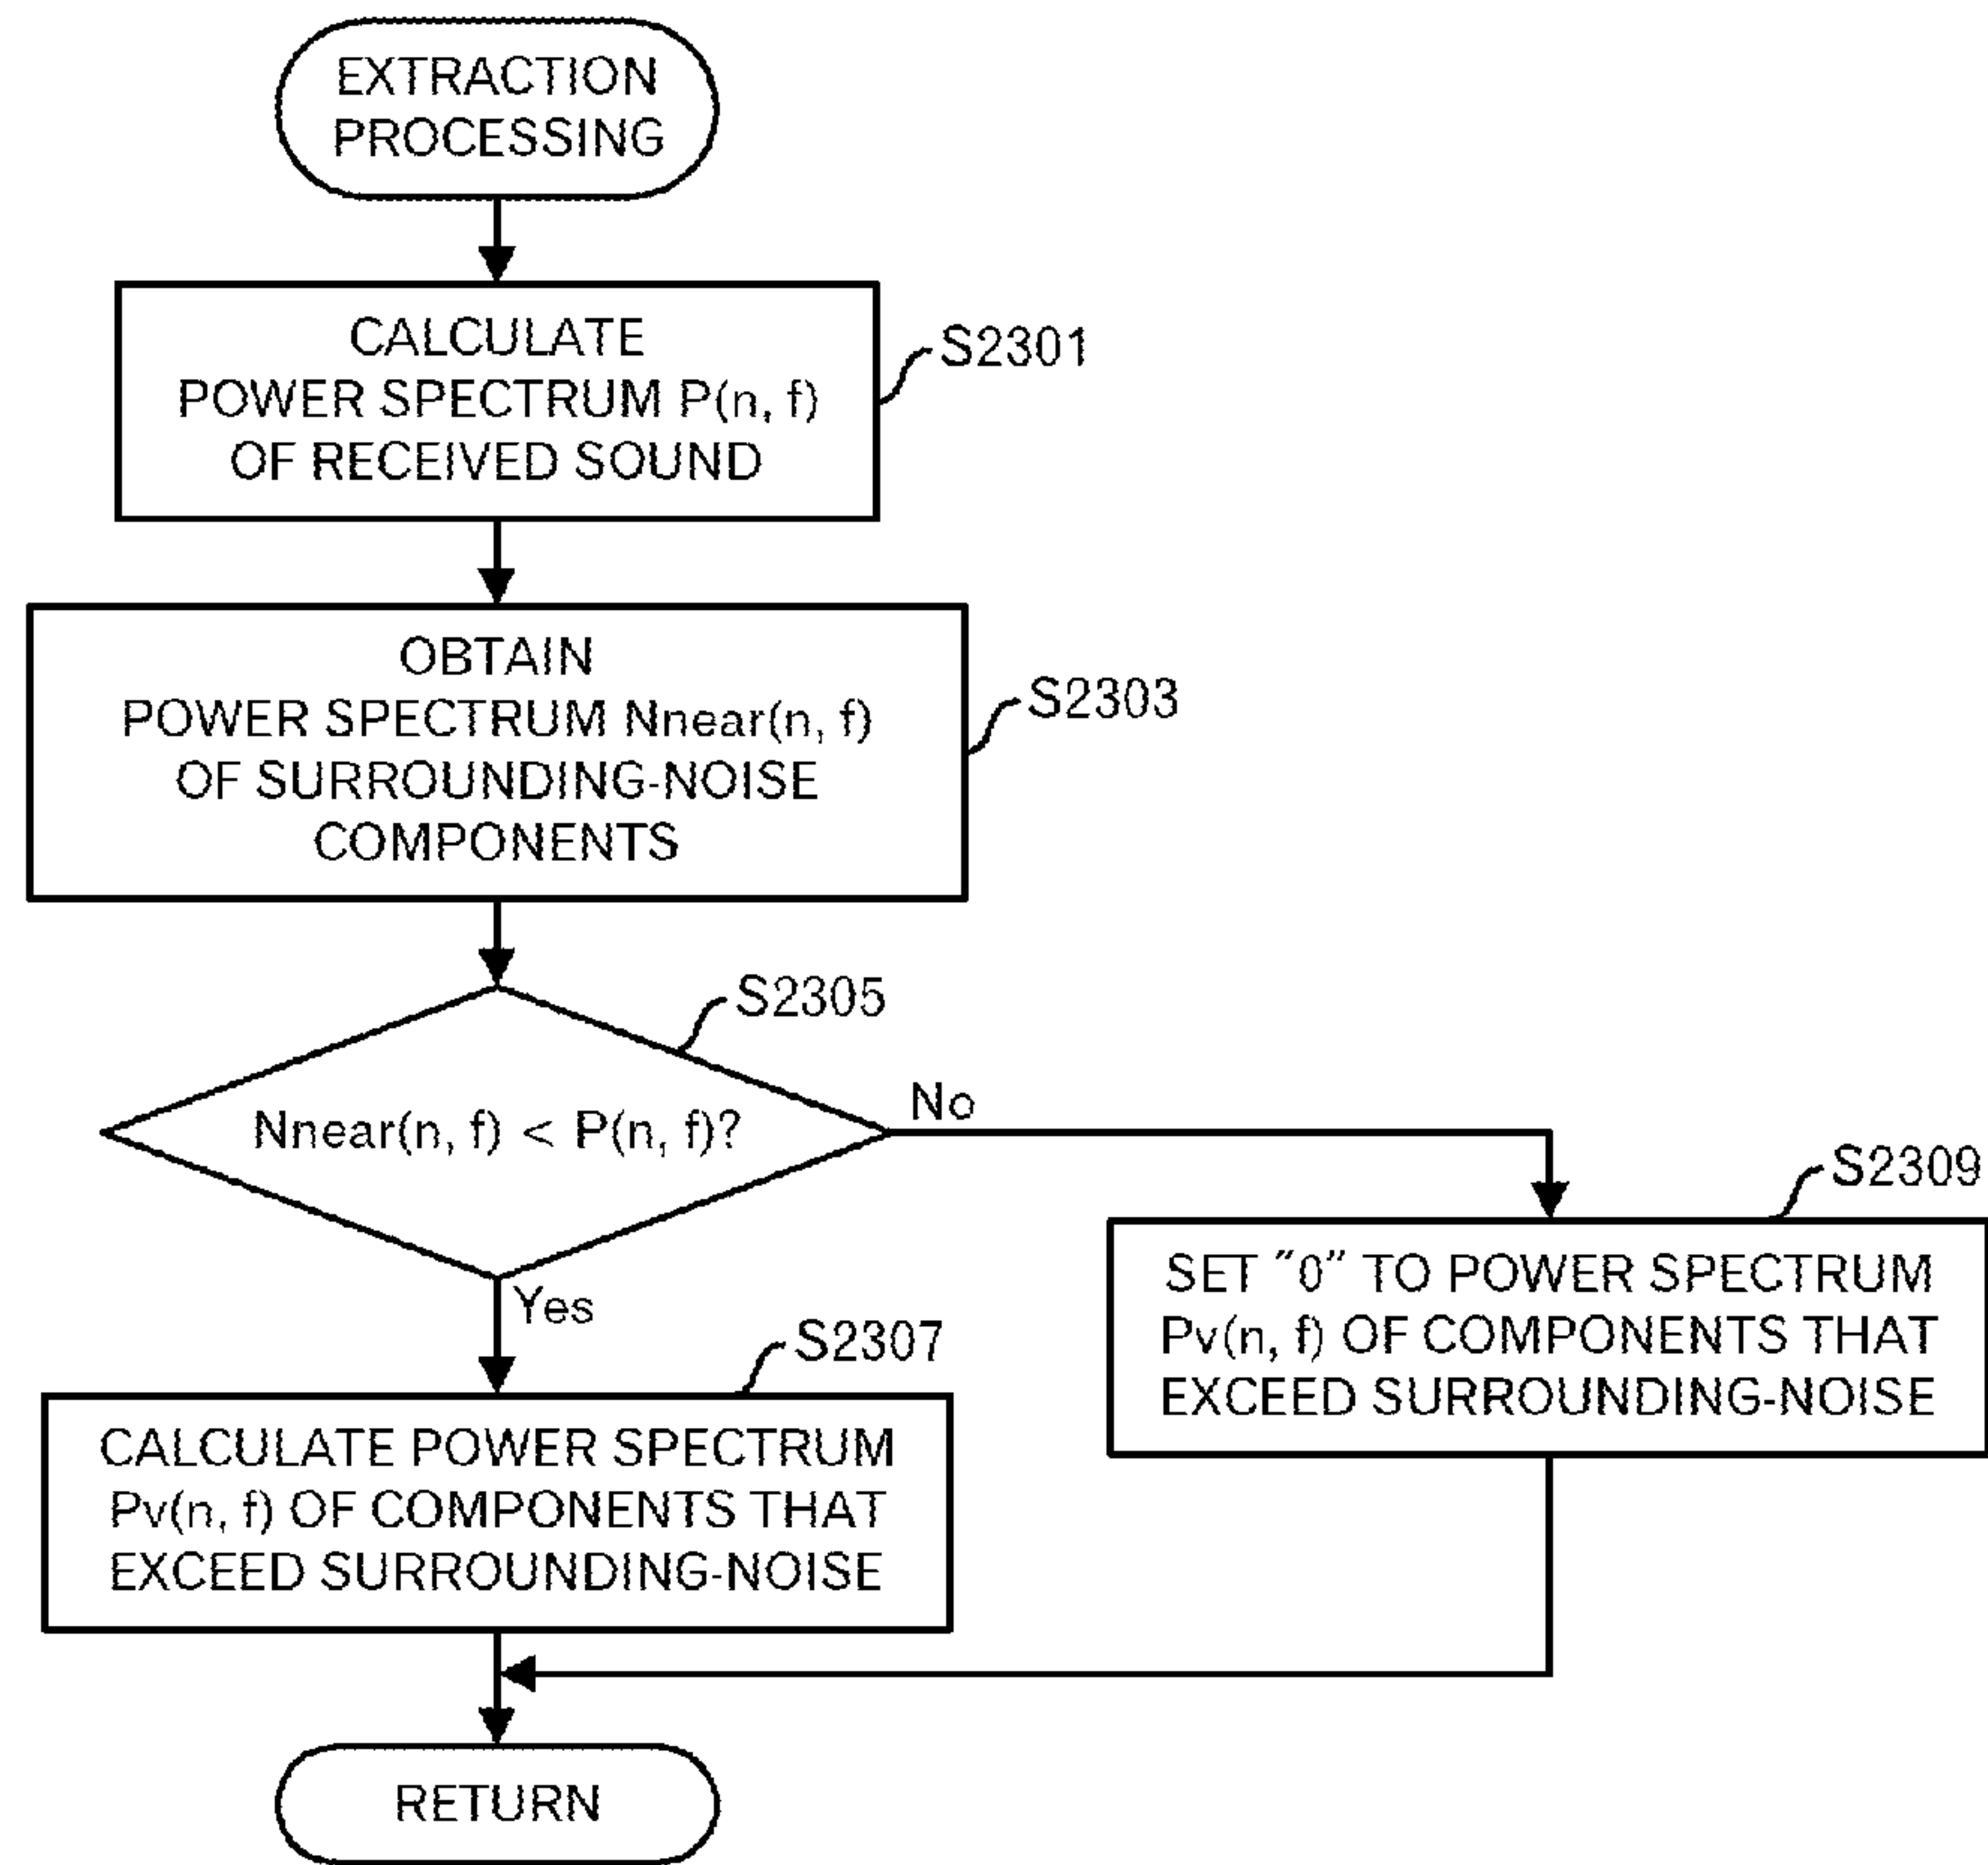 EXTRACTION
PROCESSING
CALCULATE
POWER SPECTRUM P(n, f)
OF RECEIVED SOUND
S2301
OBTAIN
POWER SPECTRUM Nnear(n, f)
OF SURROUNDING-NOISE
COMPONENTS
S2303
S2305
Nnear(n, f) < P(n, f)?
No
Yes
S2309
SET "0" TO POWER SPECTRUM
Pv(n, f) OF COMPONENTS THAT
EXCEED SURROUNDING-NOISE
S2307
CALCULATE POWER SPECTRUM
Pv(n, f) OF COMPONENTS THAT
EXCEED SURROUNDING-NOISE
RETURN